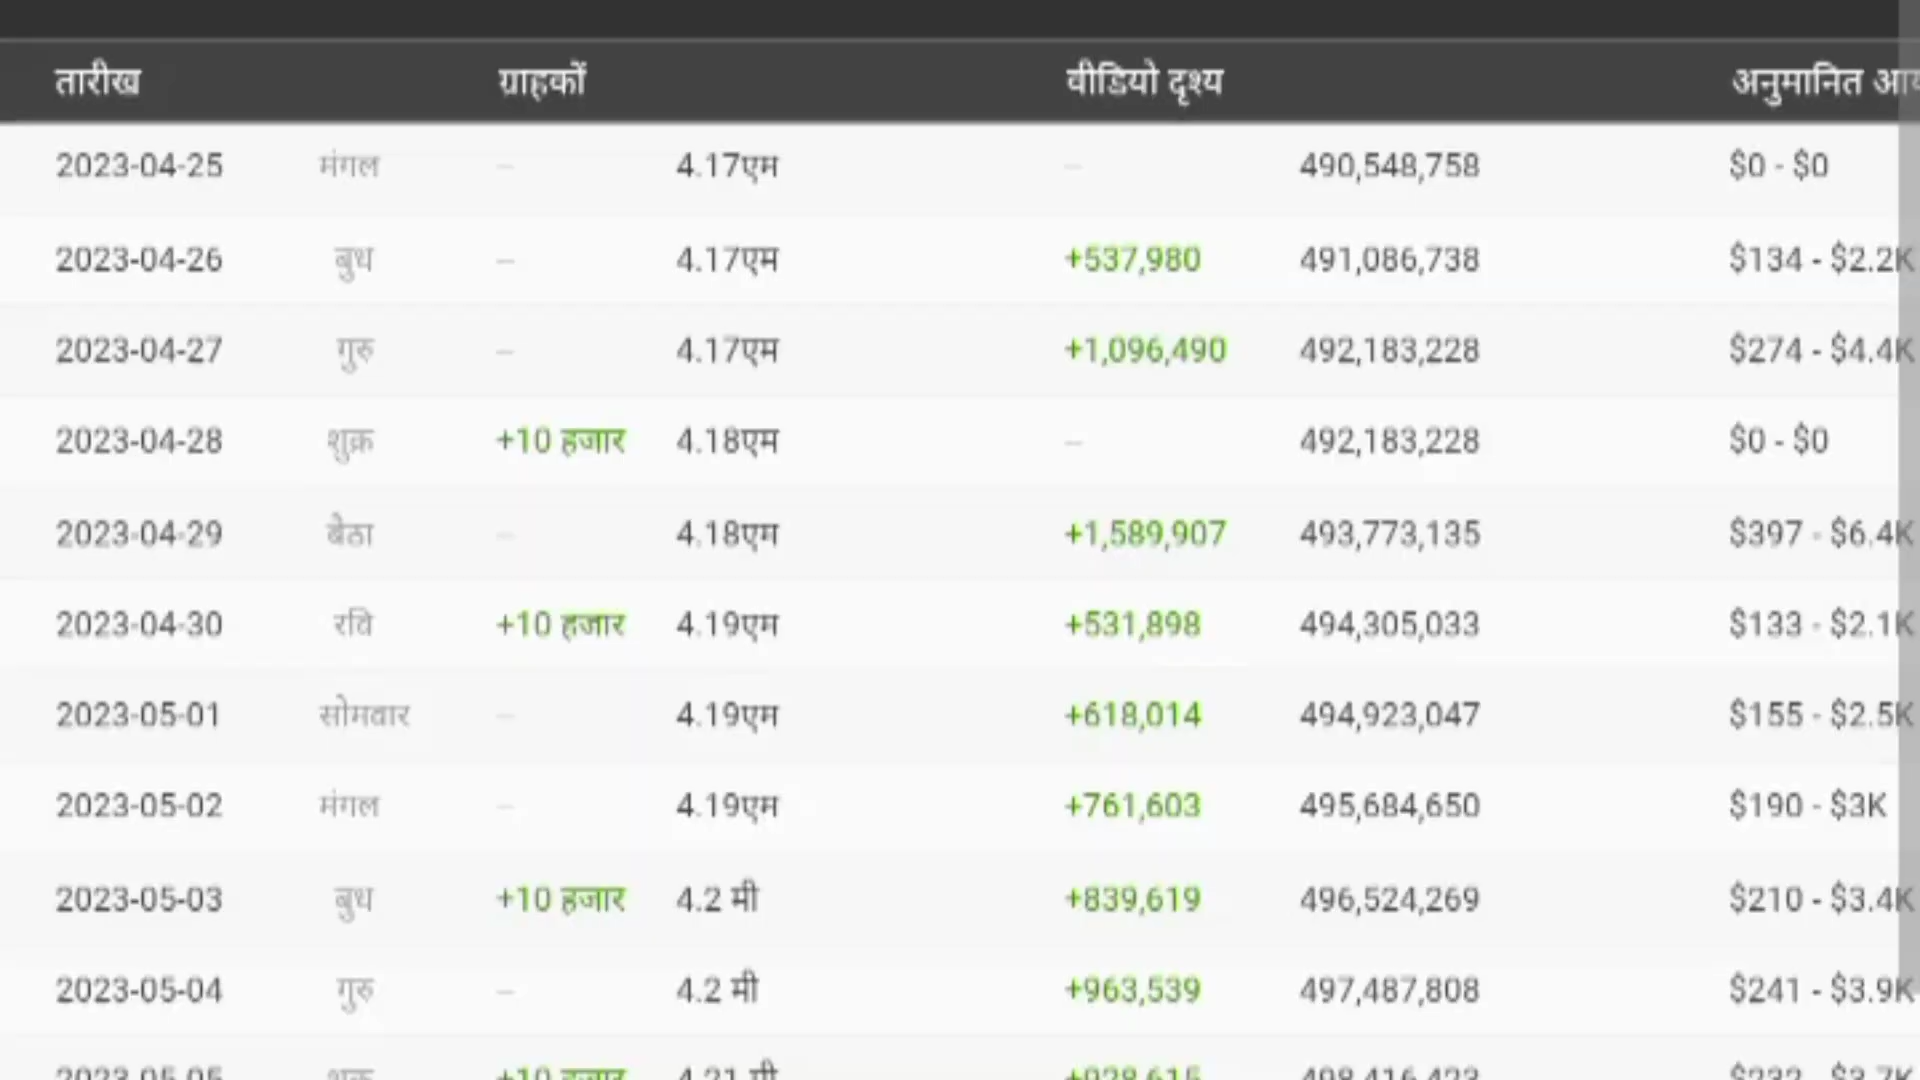 तारीख ग्राहकों वीडियो दृश्य अनुमानित
2023-04-25 मंगल – 4.17एम – 490,548,758 $0 - $0
2023-04-26 बुध – 4.17एम +537,980 491,086,738 $134 - $2.2K
2023-04-27 गुरु – 4.17एम +1,096,490 492,183,228 $274 - $4.4K
2023-04-28 शुक्र +10 हजार 4.18एम – 492,183,228 $0 - $0
2023-04-29 बेठा – 4.18एम +1,589,907 493,773,135 $397 - $6.4K
2023-04-30 रवि +10 हजार 4.19एम +531,898 494,305,033 $133 - $2.1K
2023-05-01 सोमवार – 4.19एम +618,014 494,923,047 $155 - $2.5K
2023-05-02 मंगल – 4.19एम +761,603 495,684,650 $190 - $3K
2023-05-03 बुध +10 हजार 4.2 मी +839,619 496,524,269 $210 - $3.4K
2023-05-04 गुरु – 4.2 मी +963,539 497,487,808 $241 - $3.9K